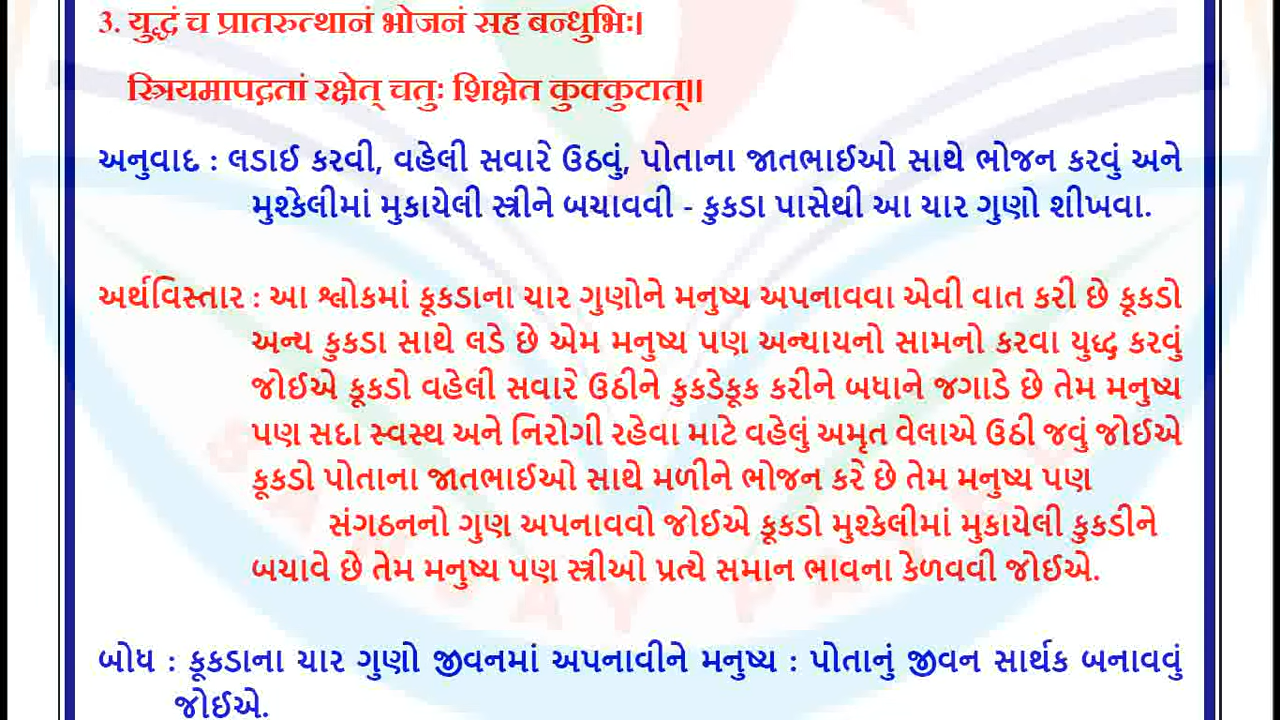 3. युद्धं च प्रातरुत्थानं भोजनं सह बन्धुभिः।
स्त्रियमापद्गतां रक्षेत् चतुः शिक्षेत कुक्कुटात्॥
અનુવાદ : લડાઈ કરવી, વહેલી સવારે ઉઠવું, પોતાના જાતભાઈઓ સાથે ભોજન કરવું અને
મુશ્કેલીમાં મુકાયેલી સ્ત્રીને બચાવવી - કુકડા પાસેથી આ ચાર ગુણો શીખવા.
અર્થવિસ્તાર : આ શ્લોકમાં કૂકડાના ચાર ગુણોને મનુષ્ય અપનાવવા એવી વાત કરી છે કૂકડો
અન્ય કુકડા સાથે લડે છે એમ મનુષ્ય પણ અન્યાયનો સામનો કરવા યુદ્ધ કરવું
જોઈએ કૂકડો વહેલી સવારે ઉઠીને કુકડેકૂક કરીને બધાને જગાડે છે તેમ મનુષ્ય
પણ સદા સ્વસ્થ અને નિરોગી રહેવા માટે વહેલું અમૃત વેલાએ ઉઠી જવું જોઈએ
કૂકડો પોતાના જાતભાઈઓ સાથે મળીને ભોજન કરે છે તેમ મનુષ્ય પણ
સંગઠનનો ગુણ અપનાવવો જોઈએ કૂકડો મુશ્કેલીમાં મુકાયેલી કુકડીને
બચાવે છે તેમ મનુષ્ય પણ સ્ત્રીઓ પ્રત્યે સમાન ભાવના કેળવવી જોઈએ.
બોધ : કૂકડાના ચાર ગુણો જીવનમાં અપનાવીને મનુષ્ય : પોતાનું જીવન સાર્થક બનાવવું
જોઈએ.